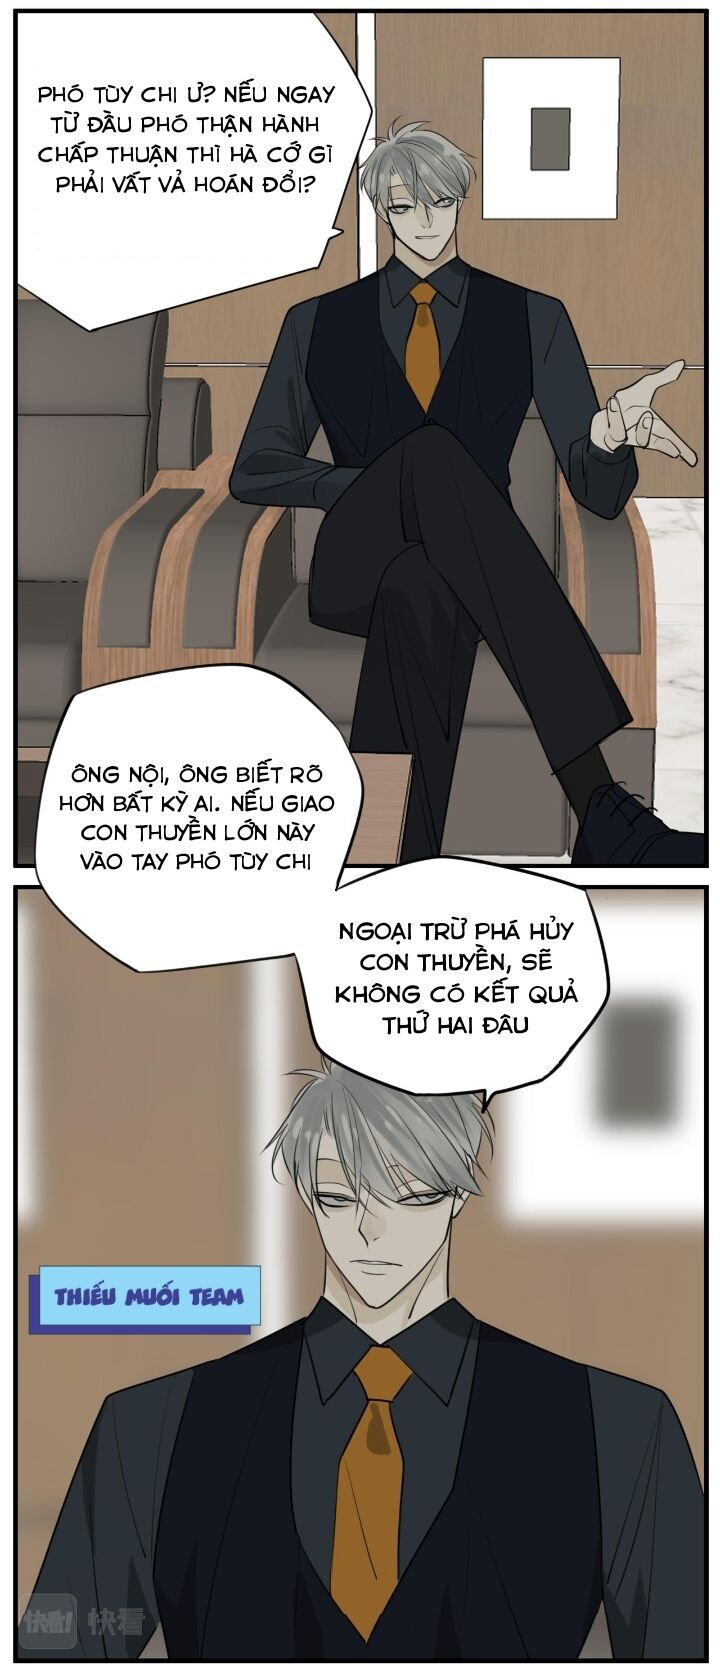 PHÓ TÙY CHI Ư? NẾU NGAY
TỪ ĐẦU PHÓ THẬN HÀNH
CHẤP THUẬN THÌ HÀ CỚ GÌ
PHẢI VẤT VẢ HOÁN ĐỔI?
ÔNG NỘI, ÔNG BIẾT RÕ
HƠN BẤT KỲ AI. NẾU GIAO
CON THUYỀN LỚN NÀY
VÀO TAY PHÓ TÙY CHI
NGOẠI TRỪ PHÁ HỦY
CON THUYỀN, SẼ
KHÔNG CÓ KẾT QUẢ
THỨ HAI ĐÂU
THIẾU MUỐI TEAM
快看! 快看